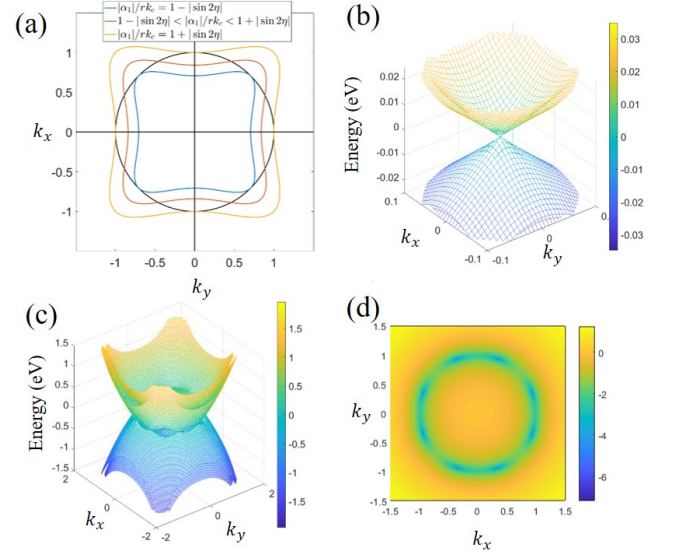 (a)
|α₁|/rkc = 1 − |sin 2η|
1 − |sin 2η| < |α₁|/rkc < 1 + |sin 2η|
|α₁|/rkc = 1 + |sin 2η|
1
0.5
0
-0.5
-1
kx
-1 -0.5 0 0.5 1
ky
(b)
Energy (eV)
0.02
0.01
0
-0.01
-0.02
0.1
0
-0.1
kx
-0.1
0
ky
0.03
0.02
0.01
0
-0.01
-0.02
-0.03
(c)
Energy (eV)
1.5
1
0.5
0
-0.5
-1
-1.5
2
0
-2
kx
-2
0
2
ky
1.5
1
0.5
0
-0.5
-1
-1.5
(d)
1.5
1
0.5
0
-0.5
-1
-1.5
ky
-1.5 -1 -0.5 0 0.5 1 1.5
kx
0
-2
-4
-6